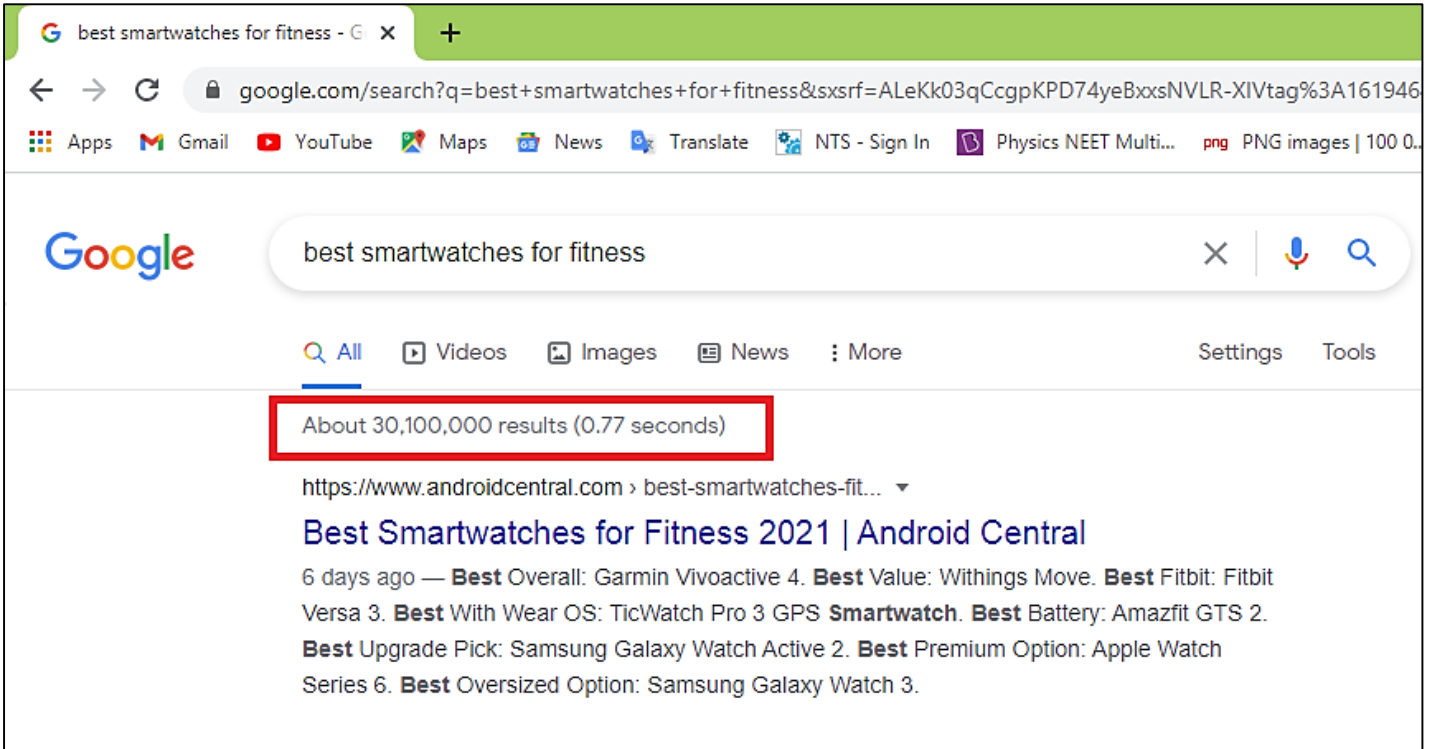 best smartwatches for fitness - G
google.com/search?q=best+smartwatches+for+fitness&sxsrf=ALeKk03qCcgpKPD74yeBxxsNVLR-XIVtag%3A161946
Apps Gmail YouTube Maps News Translate NTS - Sign In Physics NEET Multi... png PNG images | 100 0..
Google best smartwatches for fitness
All Videos Images News More Settings Tools
About 30,100,000 results (0.77 seconds)
https://www.androidcentral.com › best-smartwatches-fit...
Best Smartwatches for Fitness 2021 | Android Central
6 days ago — Best Overall: Garmin Vivoactive 4. Best Value: Withings Move. Best Fitbit: Fitbit
Versa 3. Best With Wear OS: TicWatch Pro 3 GPS Smartwatch. Best Battery: Amazfit GTS 2.
Best Upgrade Pick: Samsung Galaxy Watch Active 2. Best Premium Option: Apple Watch
Series 6. Best Oversized Option: Samsung Galaxy Watch 3.